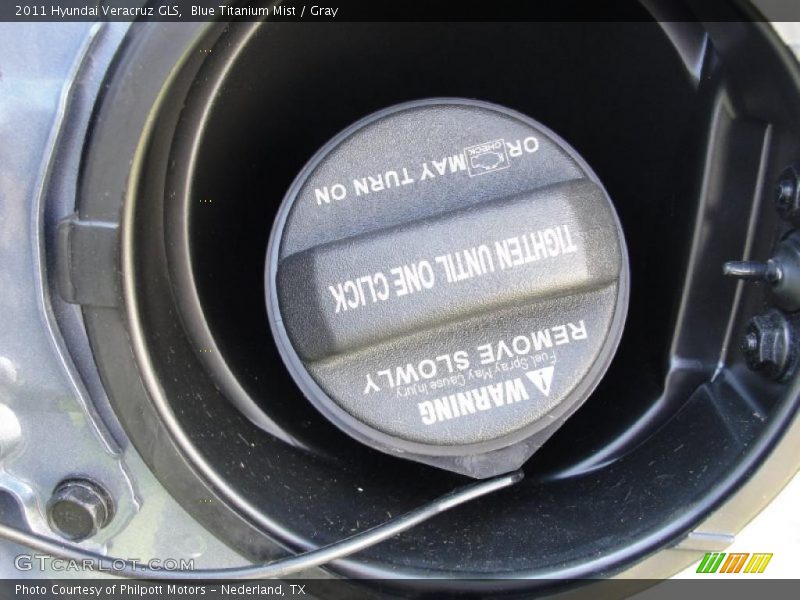 2011 Hyundai Veracruz GLS, Blue Titanium Mist / Gray
WARNING
Fuel Spray May Cause Injury
REMOVE SLOWLY
TIGHTEN UNTIL ONE CLICK
OR CHECK MAY TURN ON
GTCARLOT.COM
Photo Courtesy of Philpott Motors - Nederland, TX